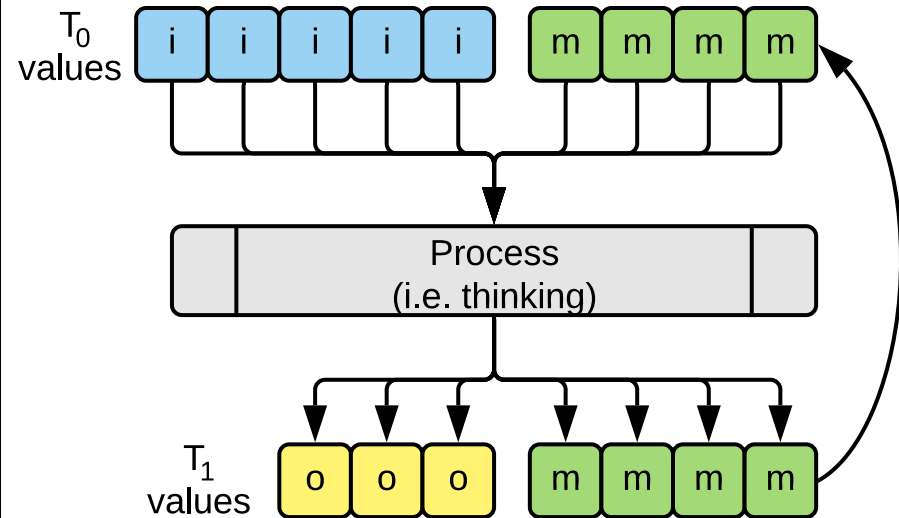 T0 values
i i i i i m m m m
Process
(i.e. thinking)
T1 values
o o o m m m m